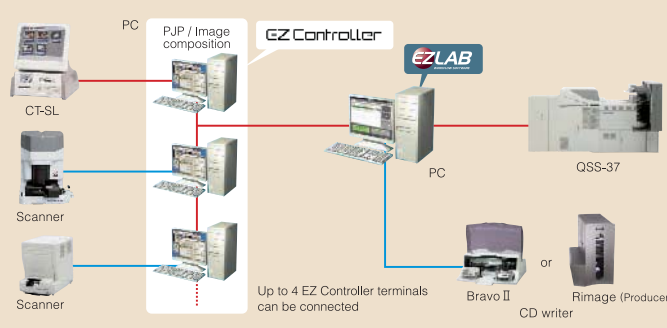 PC
PJP / Image
composition
EZ Controller
EZLAB
CT-SL
PC
QSS-37
Scanner
Scanner
Up to 4 EZ Controller terminals
can be connected
Bravo II
or
Rimage (Producer
CD writer